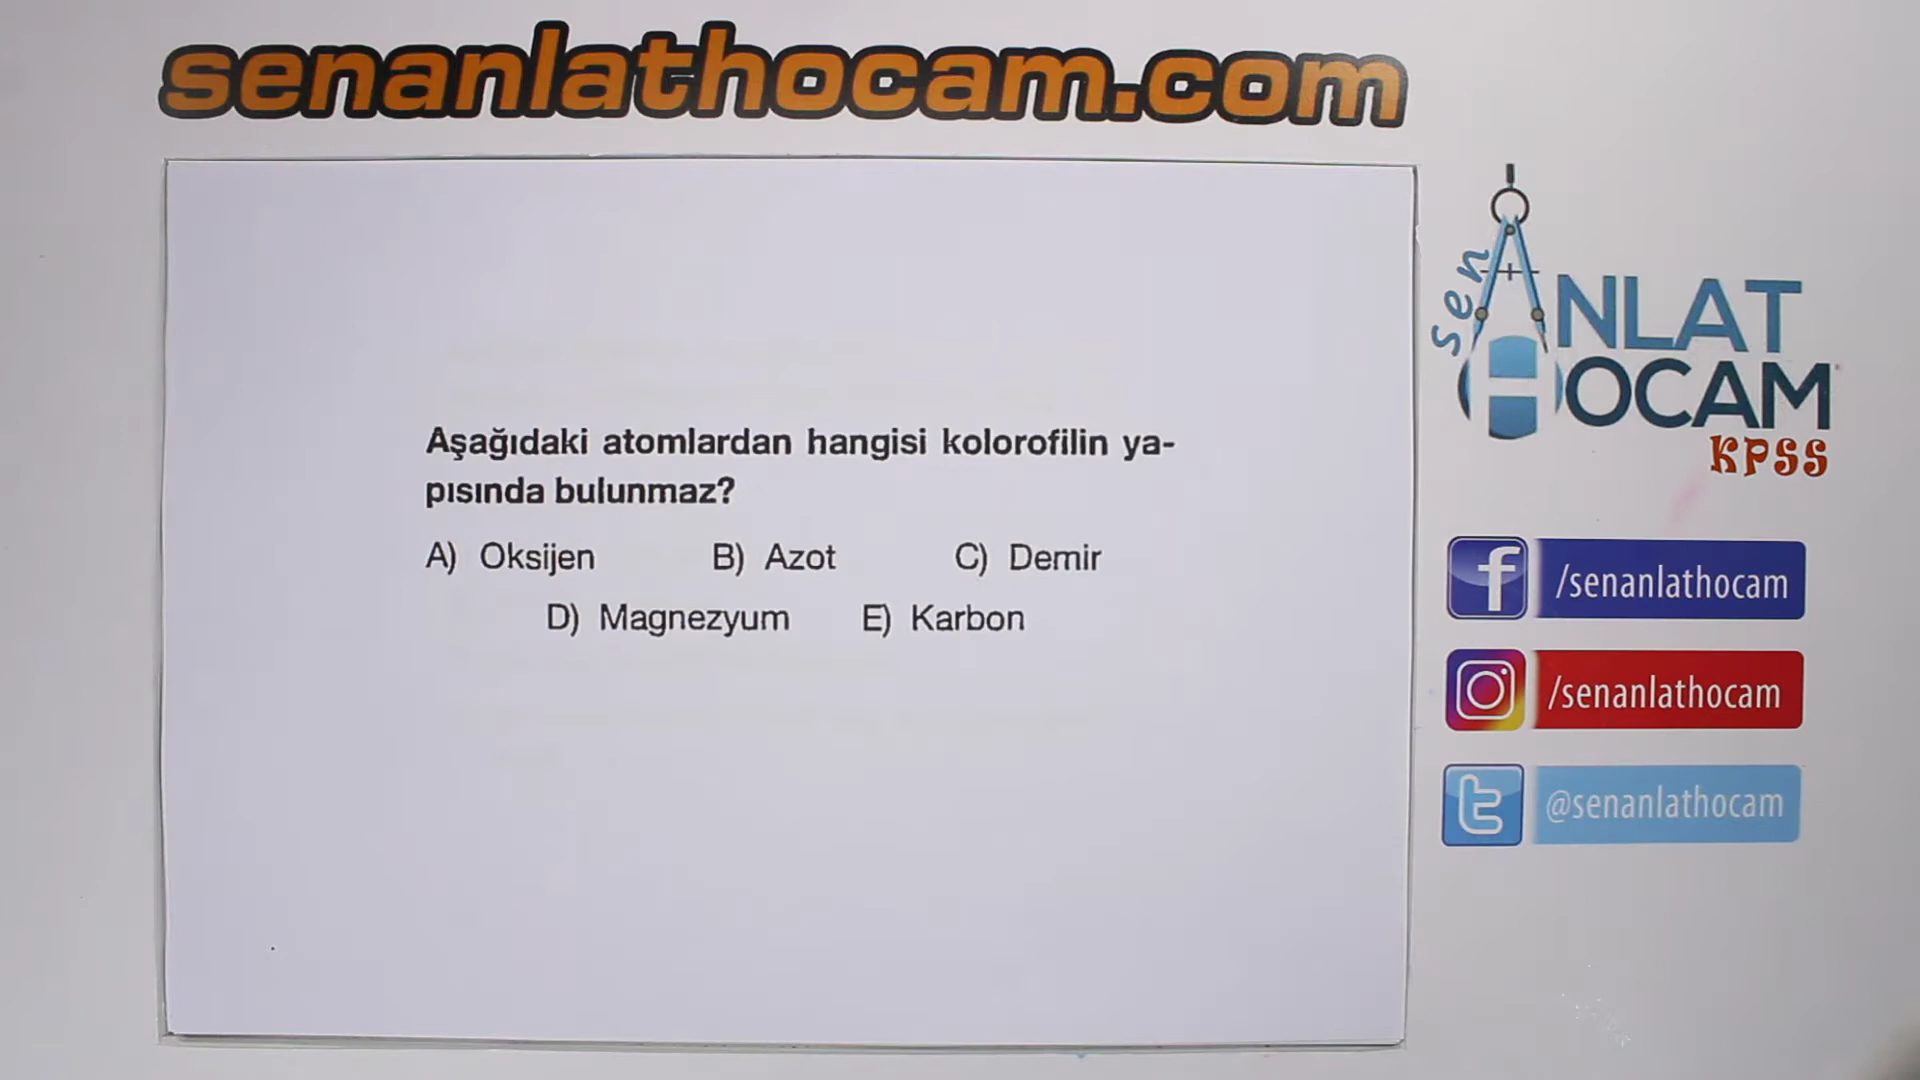 senanlathocam.com
sen ANLAT
HOCAM
KPSS
Aşağıdaki atomlardan hangisi kolorofilin ya-
pısında bulunmaz?
A) Oksijen B) Azot C) Demir
D) Magnezyum E) Karbon
/senanlathocam
/senanlathocam
@senanlathocam